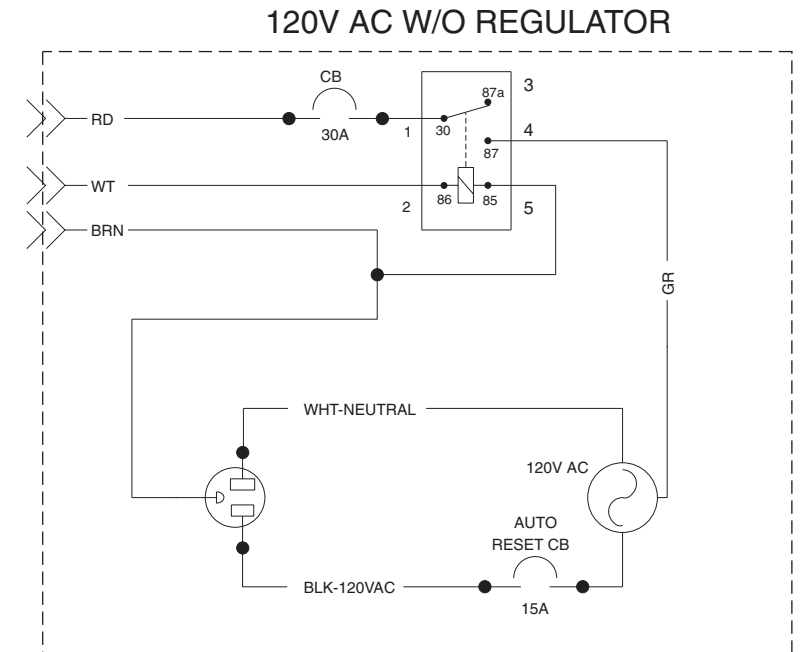 120V AC W/O REGULATOR
CB
30A
RD
WT
BRN
1
2
3
4
5
87a
30
87
86
85
GR
WHT-NEUTRAL
120V AC
AUTO
RESET CB
15A
BLK-120VAC